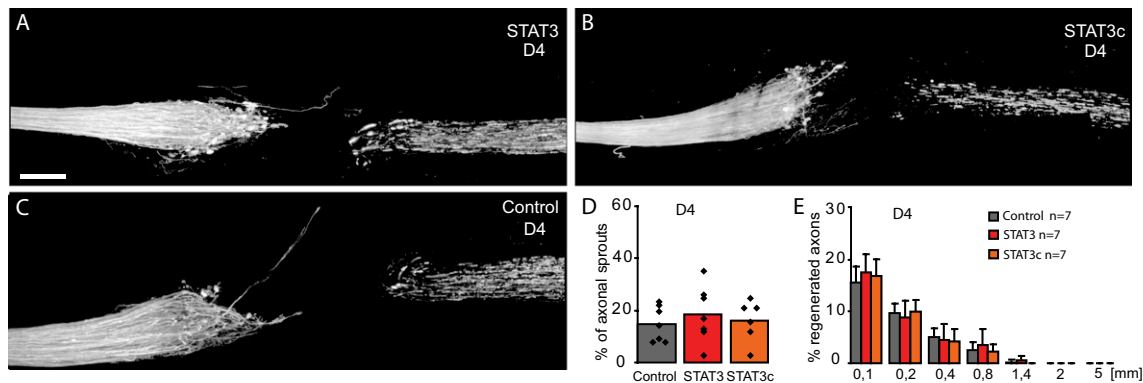 A
STAT3
D4
B
STAT3c
D4
C
Control
D4
D
D4
% of axonal sprouts
60
40
20
0
Control STAT3 STAT3c
E
D4
% regenerated axons
30
20
10
0
Control n=7
STAT3 n=7
STAT3c n=7
0,1 0,2 0,4 0,8 1,4 2 5 [mm]